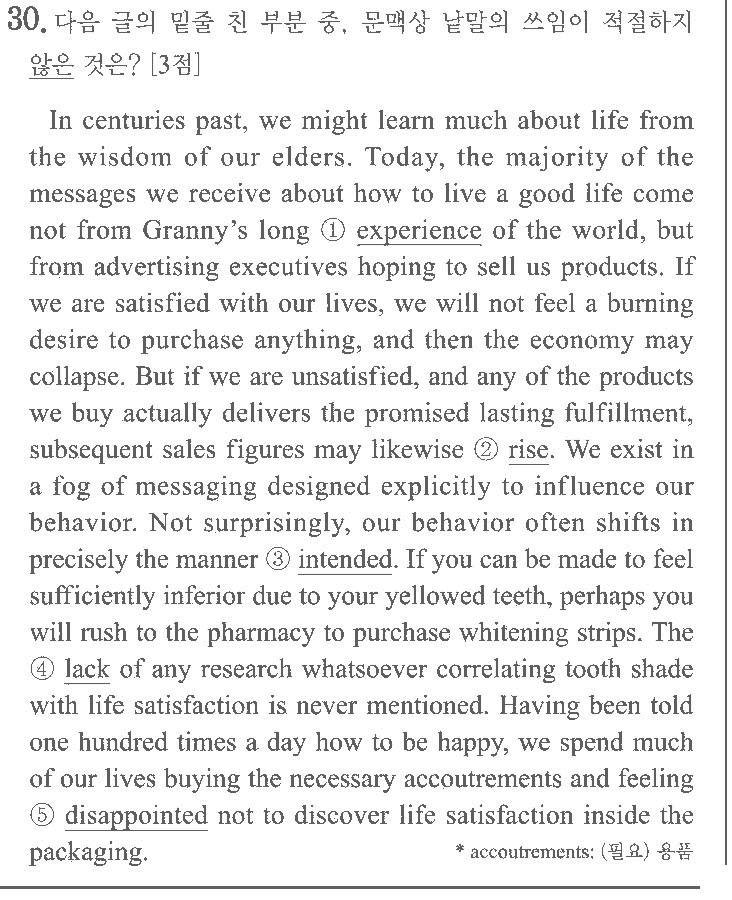 30. 다음 글의 밑줄 친 부분 중, 문맥상 낱말의 쓰임이 적절하지
않은 것은? [3점]
In centuries past, we might learn much about life from
the wisdom of our elders. Today, the majority of the
messages we receive about how to live a good life come
not from Granny's long ① experience of the world, but
from advertising executives hoping to sell us products. If
we are satisfied with our lives, we will not feel a burning
desire to purchase anything, and then the economy may
collapse. But if we are unsatisfied, and any of the products
we buy actually delivers the promised lasting fulfillment,
subsequent sales figures may likewise ② rise. We exist in
a fog of messaging designed explicitly to influence our
behavior. Not surprisingly, our behavior often shifts in
precisely the manner ③ intended. If you can be made to feel
sufficiently inferior due to your yellowed teeth, perhaps you
will rush to the pharmacy to purchase whitening strips. The
④ lack of any research whatsoever correlating tooth shade
with life satisfaction is never mentioned. Having been told
one hundred times a day how to be happy, we spend much
of our lives buying the necessary accoutrements and feeling
⑤ disappointed not to discover life satisfaction inside the
packaging. * accoutrements: (필요) 용품